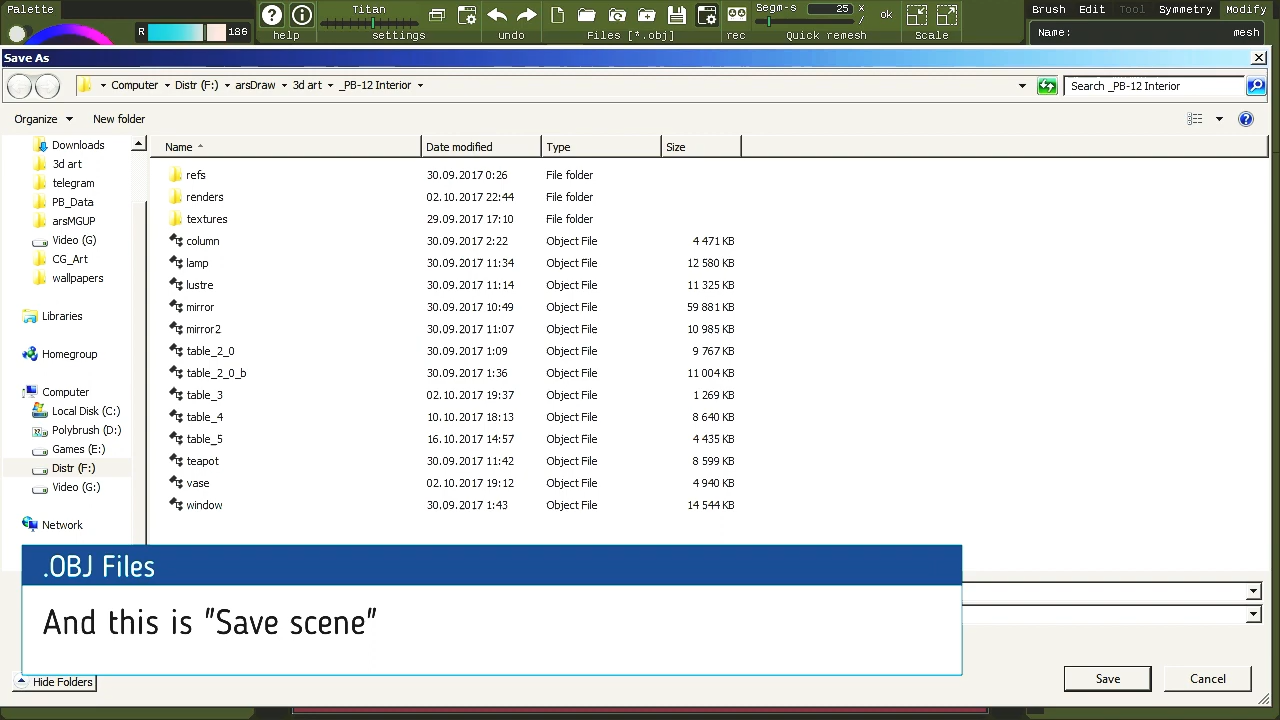 Palette
R
186
help
Titan
settings
undo
Files [*.obj]
rec
Segm-s
25
x
ok
Quick remesh
Scale
Brush Edit Tool Symmetry Modify
Name: mesh
Save As
Computer Distr (F:) arsDraw 3d art _PB-12 Interior
Search _PB-12 Interior
Organize
New folder
Downloads
3d art
telegram
PB_Data
arsMGUP
Video (G)
CG_Art
wallpapers
Libraries
Homegroup
Computer
Local Disk (C:)
Polybrush (D:)
Games (E:)
Distr (F:)
Video (G:)
Network
Name Date modified Type Size
refs 30.09.2017 0:26 File folder
renders 02.10.2017 22:44 File folder
textures 29.09.2017 17:10 File folder
column 30.09.2017 2:22 Object File 4 471 KB
lamp 30.09.2017 11:34 Object File 12 580 KB
lustre 30.09.2017 11:14 Object File 11 325 KB
mirror 30.09.2017 10:49 Object File 59 881 KB
mirror2 30.09.2017 11:07 Object File 10 985 KB
table_2_0 30.09.2017 1:09 Object File 9 767 KB
table_2_0_b 30.09.2017 1:36 Object File 11 004 KB
table_3 02.10.2017 19:37 Object File 1 269 KB
table_4 10.10.2017 18:13 Object File 8 640 KB
table_5 16.10.2017 14:57 Object File 4 435 KB
teapot 30.09.2017 11:42 Object File 8 599 KB
vase 02.10.2017 19:12 Object File 4 940 KB
window 30.09.2017 1:43 Object File 14 544 KB
.OBJ Files
And this is "Save scene"
Hide Folders
Save
Cancel